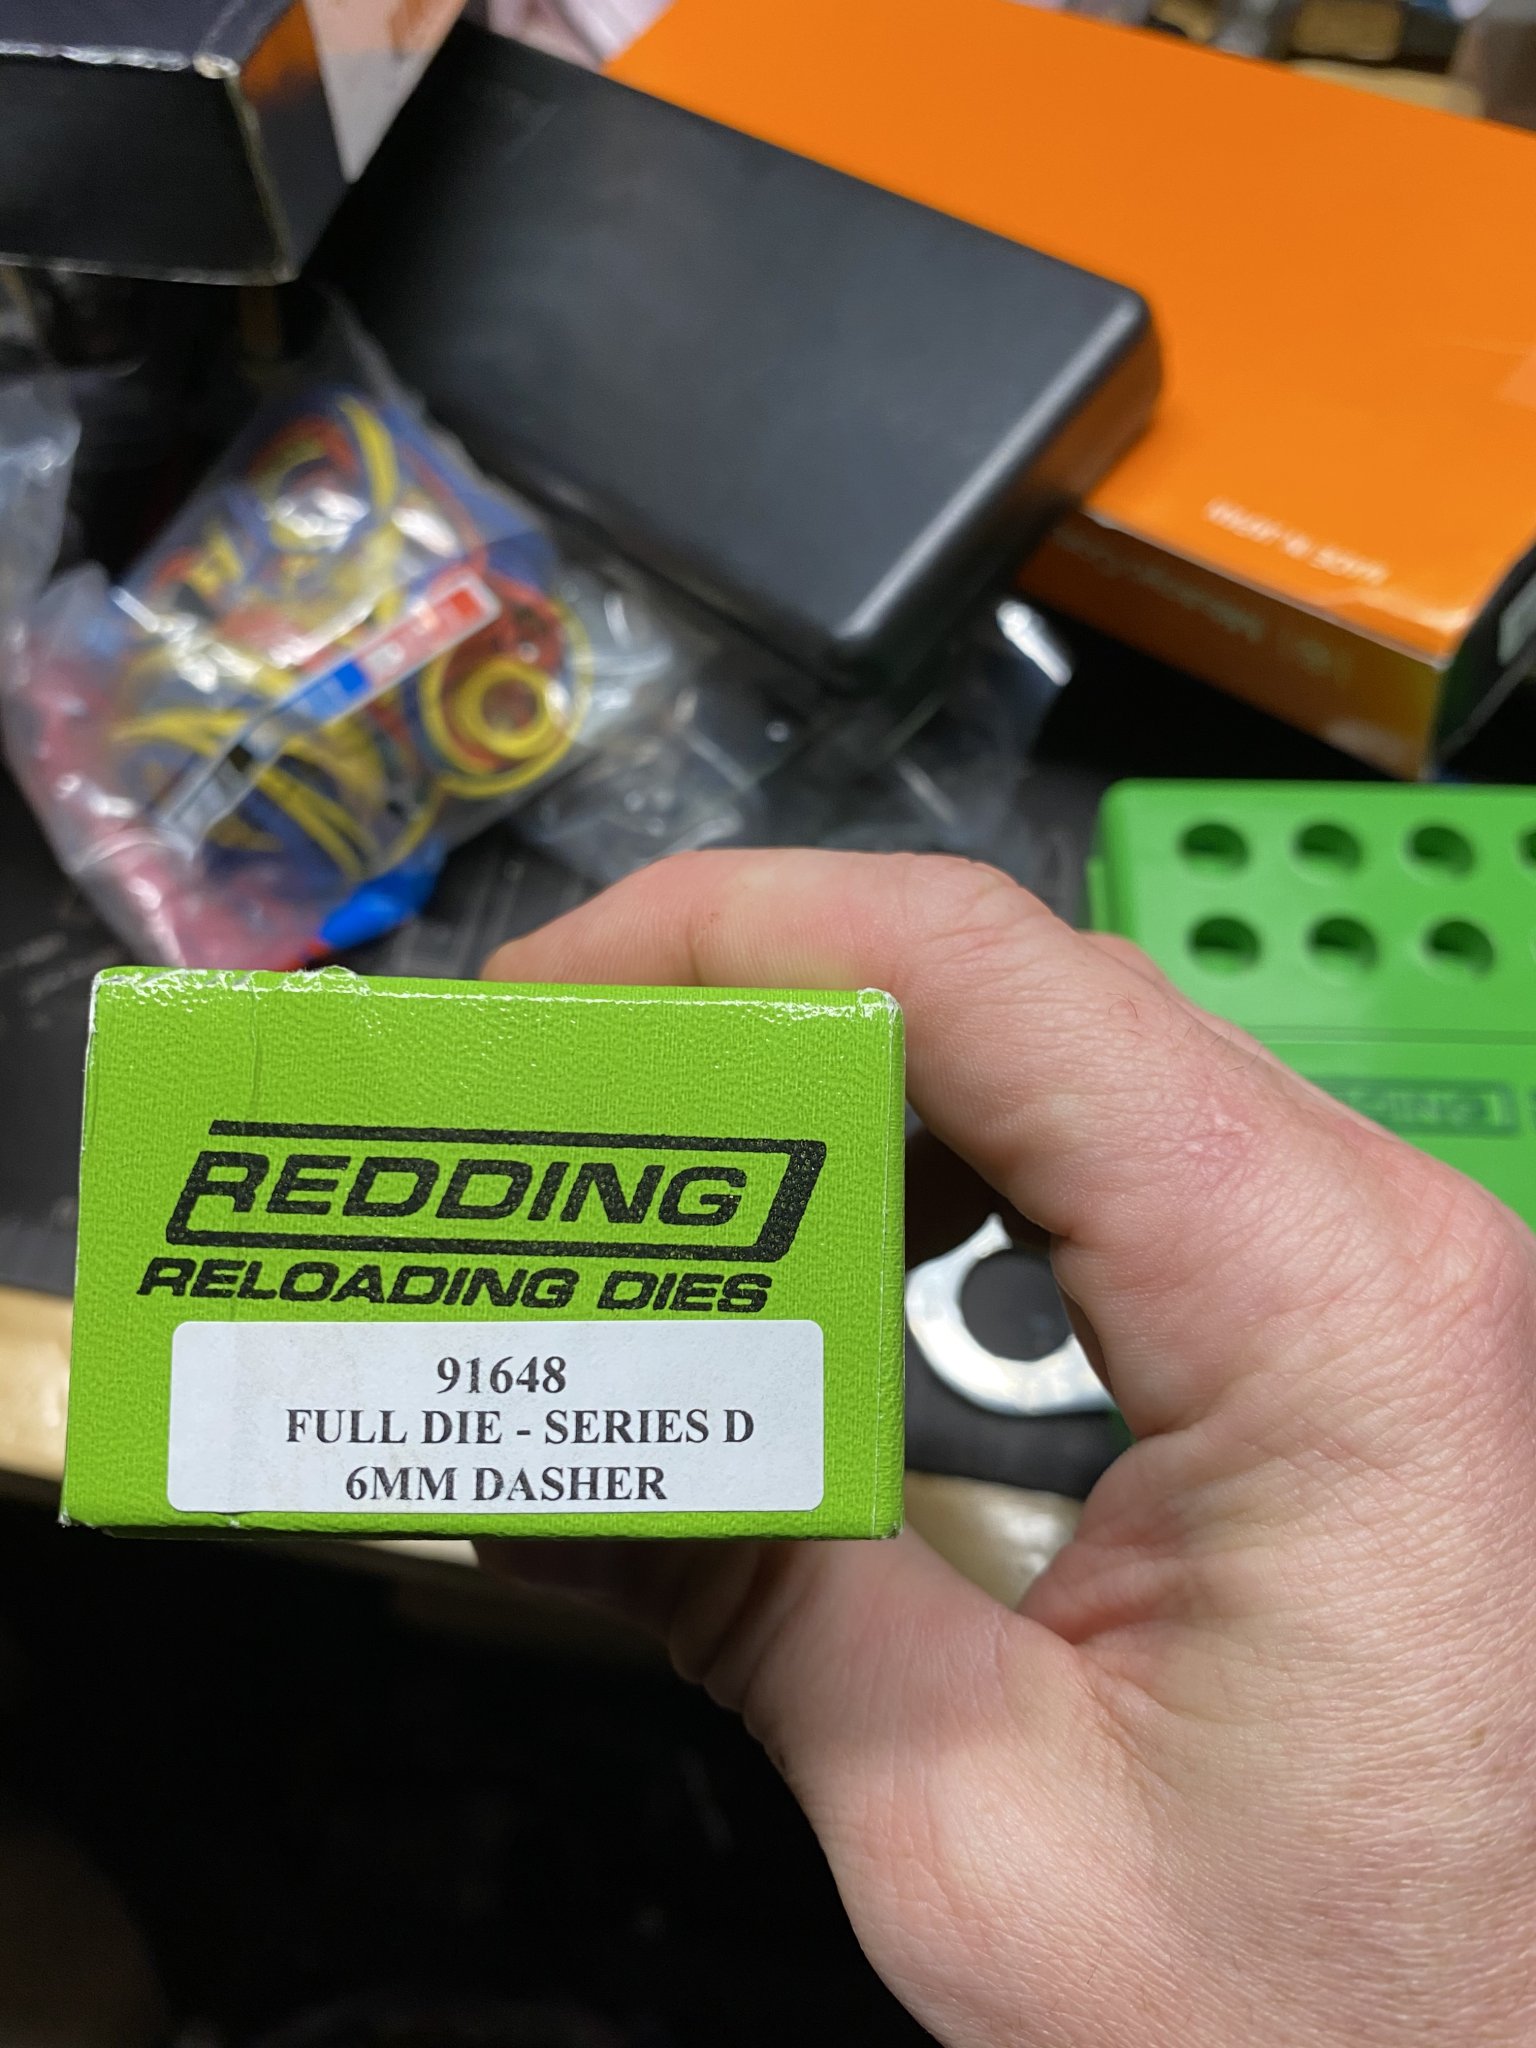 REDDING
RELOADING DIES
91648
FULL DIE - SERIES D
6MM DASHER